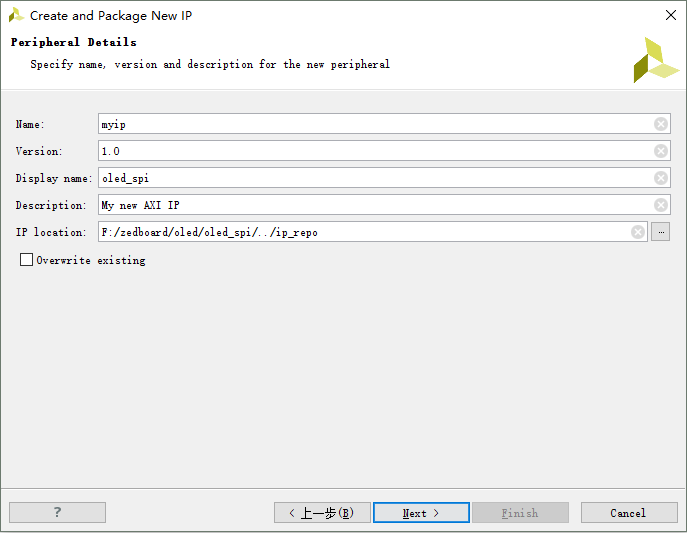 Create and Package New IP
Peripheral Details
Specify name, version and description for the new peripheral
Name: myip
Version: 1.0
Display name: oled_spi
Description: My new AXI IP
IP location: F:/zedboard/oled/oled_spi/../ip_repo ...
Overwrite existing
? < 上一步(B) Next > Finish Cancel